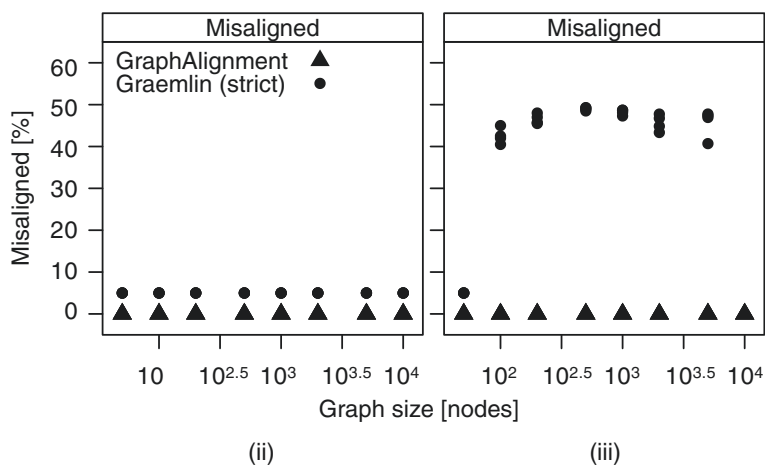 Misaligned Misaligned
GraphAlignment
Graemlin (strict)
Misaligned [%]
60
50
40
30
20
10
0
10 10^2.5 10^3 10^3.5 10^4 10^2 10^2.5 10^3 10^3.5 10^4
Graph size [nodes]
(ii) (iii)